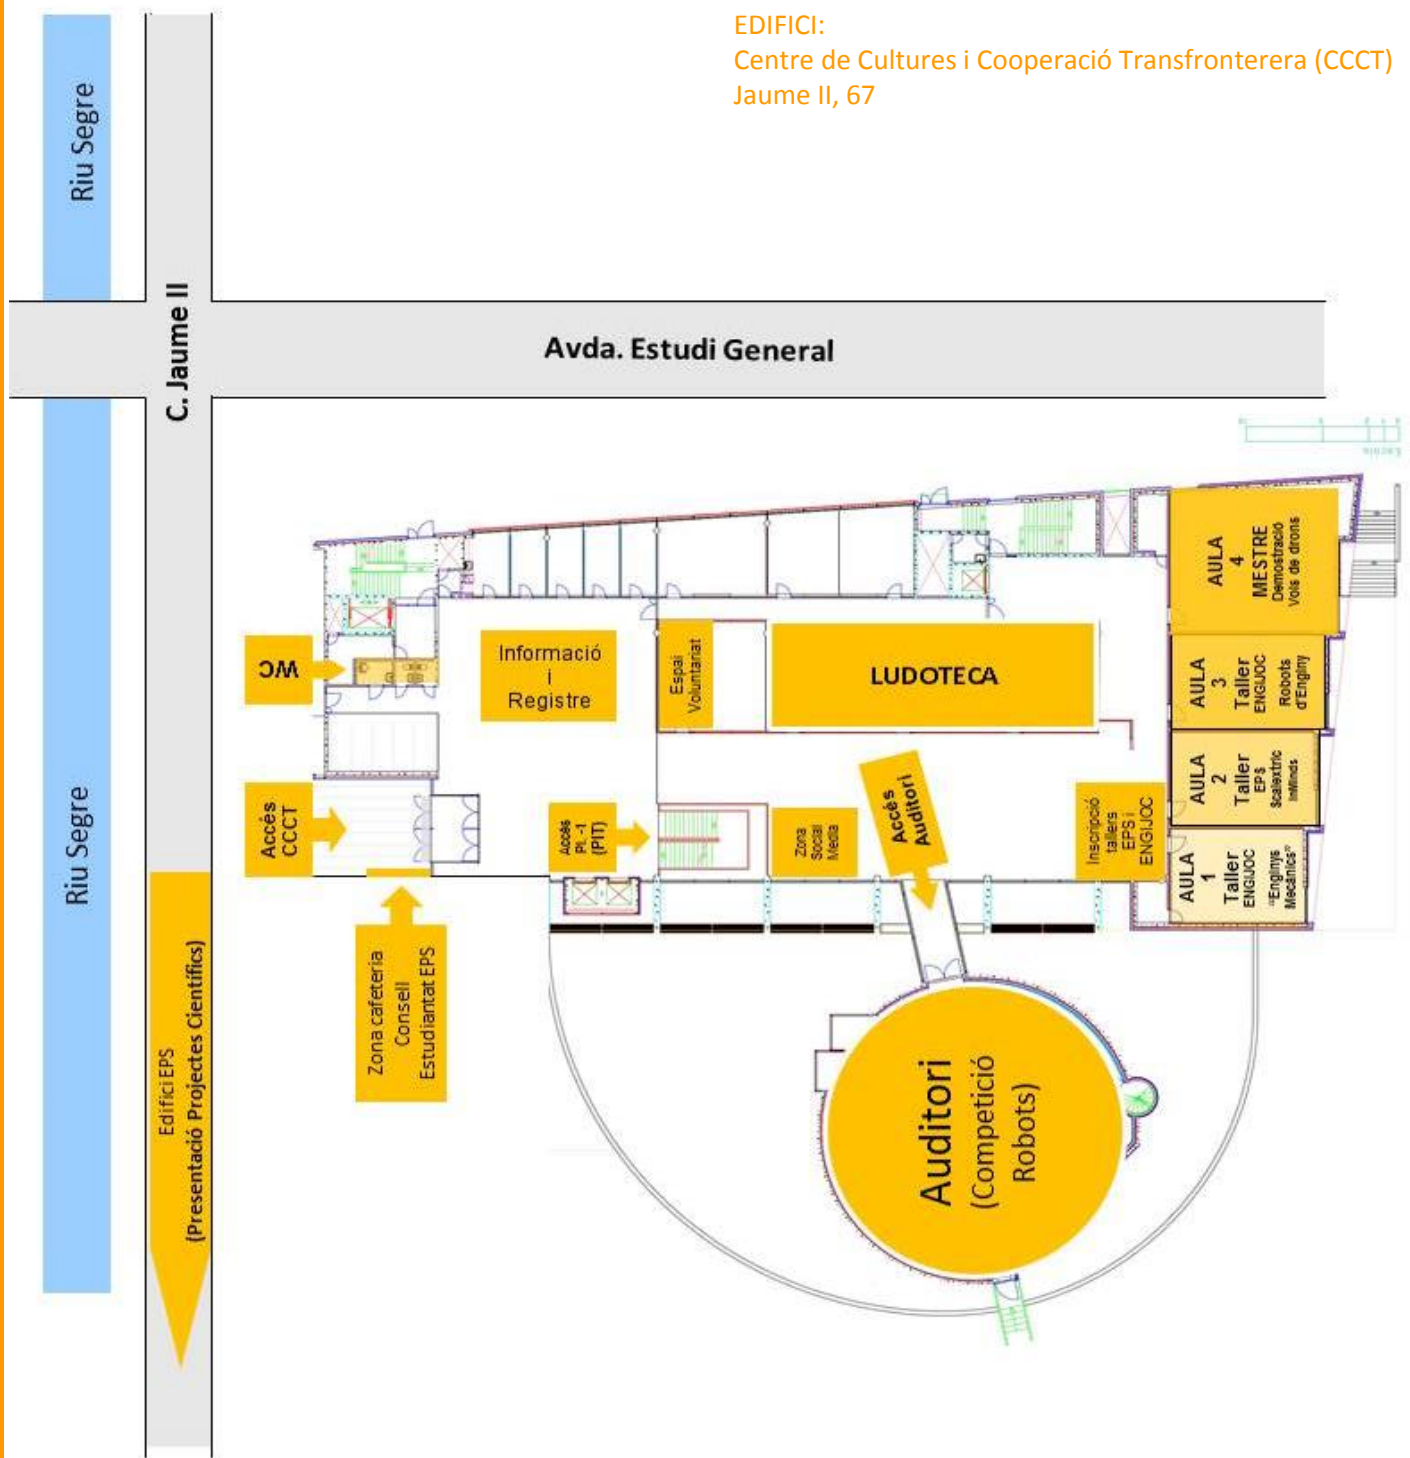 EDIFICI:
Centre de Cultures i Cooperació Transfronterera (CCCT)
Jaume II, 67
Riu Segre
C. Jaume II
Avda. Estudi General
Escala
AULA
4
MESTRE
Demostració
Vols de drons
WC
Informació
i
Registre
Espai
Voluntariat
LUDOTECA
AULA
3
Taller
ENGIJOC
Robots
d'Enginy
AULA
2
Taller
EPS
Scalextric
InMinds
Accés
CCCT
Accés
PL -1
(PIT)
Zona
Social
Media
Accés
Auditori
Inscripció
tallers
EPS i
ENGIJOC
AULA
1
Taller
ENGIJOC
"Enginys
Mecànics"
Riu Segre
Edifici EPS
(Presentació Projectes Científics)
Zona cafeteria
Consell
Estudiantat EPS
Auditori
(Competició
Robots)